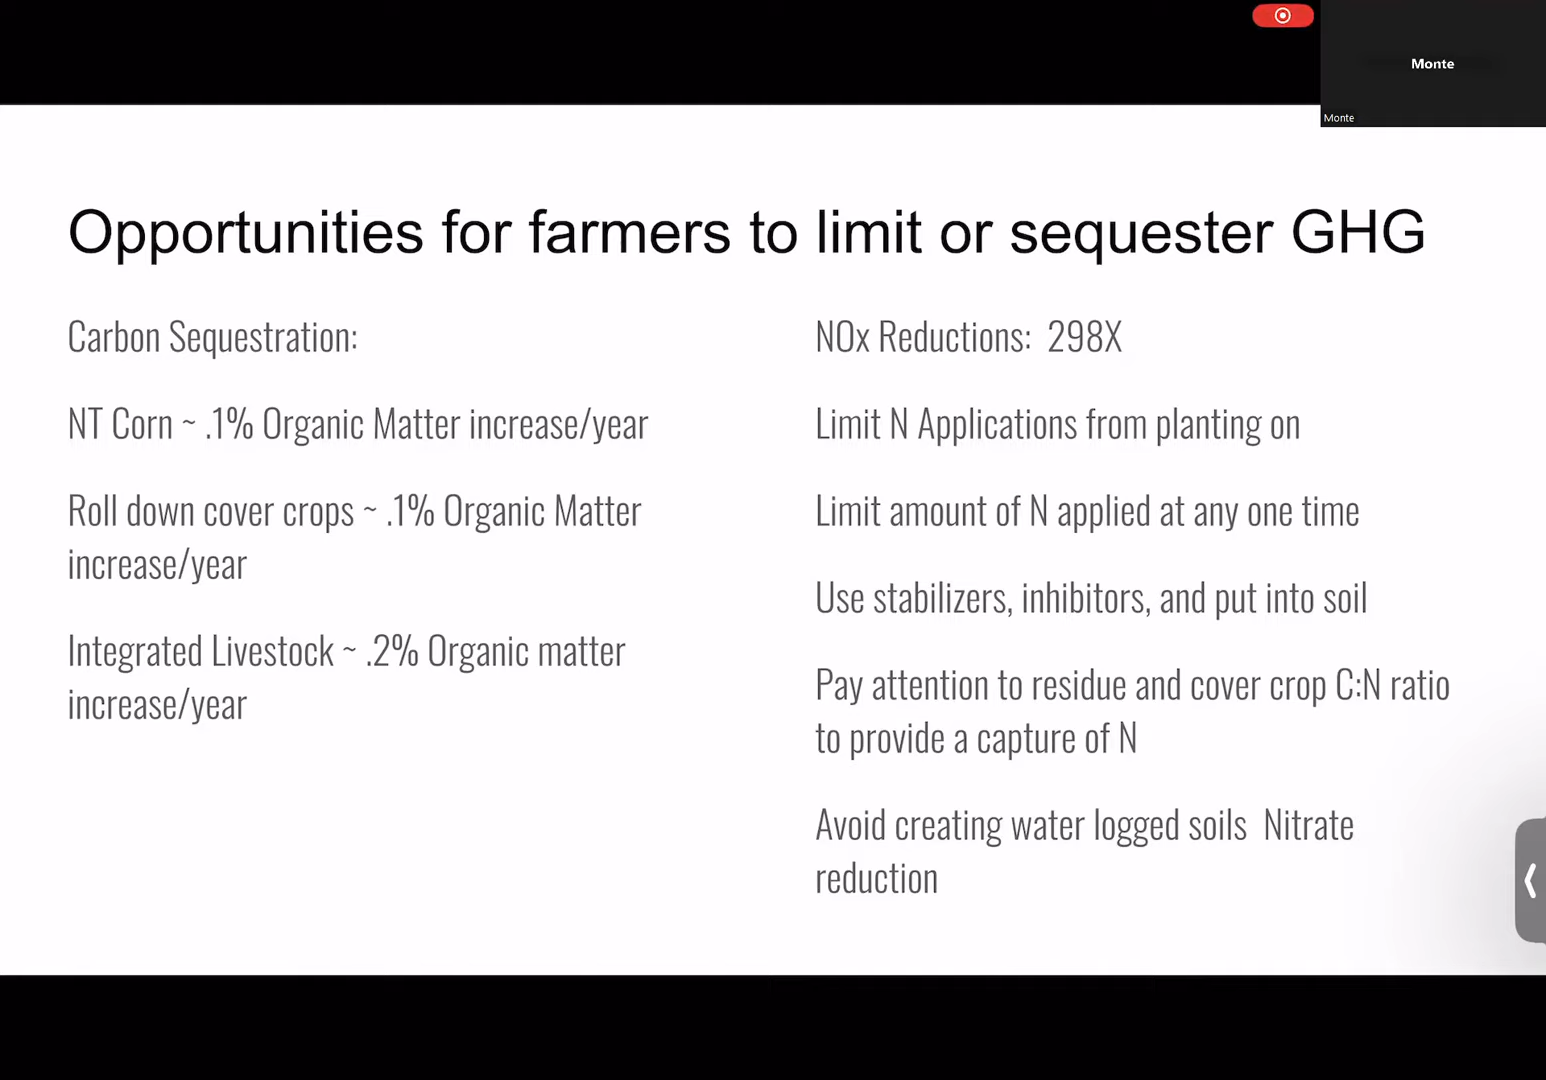 Monte
Monte
Opportunities for farmers to limit or sequester GHG
Carbon Sequestration:
NT Corn ~ .1% Organic Matter increase/year
Roll down cover crops ~ .1% Organic Matter
increase/year
Integrated Livestock ~ .2% Organic matter
increase/year
NOx Reductions:  298X
Limit N Applications from planting on
Limit amount of N applied at any one time
Use stabilizers, inhibitors, and put into soil
Pay attention to residue and cover crop C:N ratio
to provide a capture of N
Avoid creating water logged soils  Nitrate
reduction